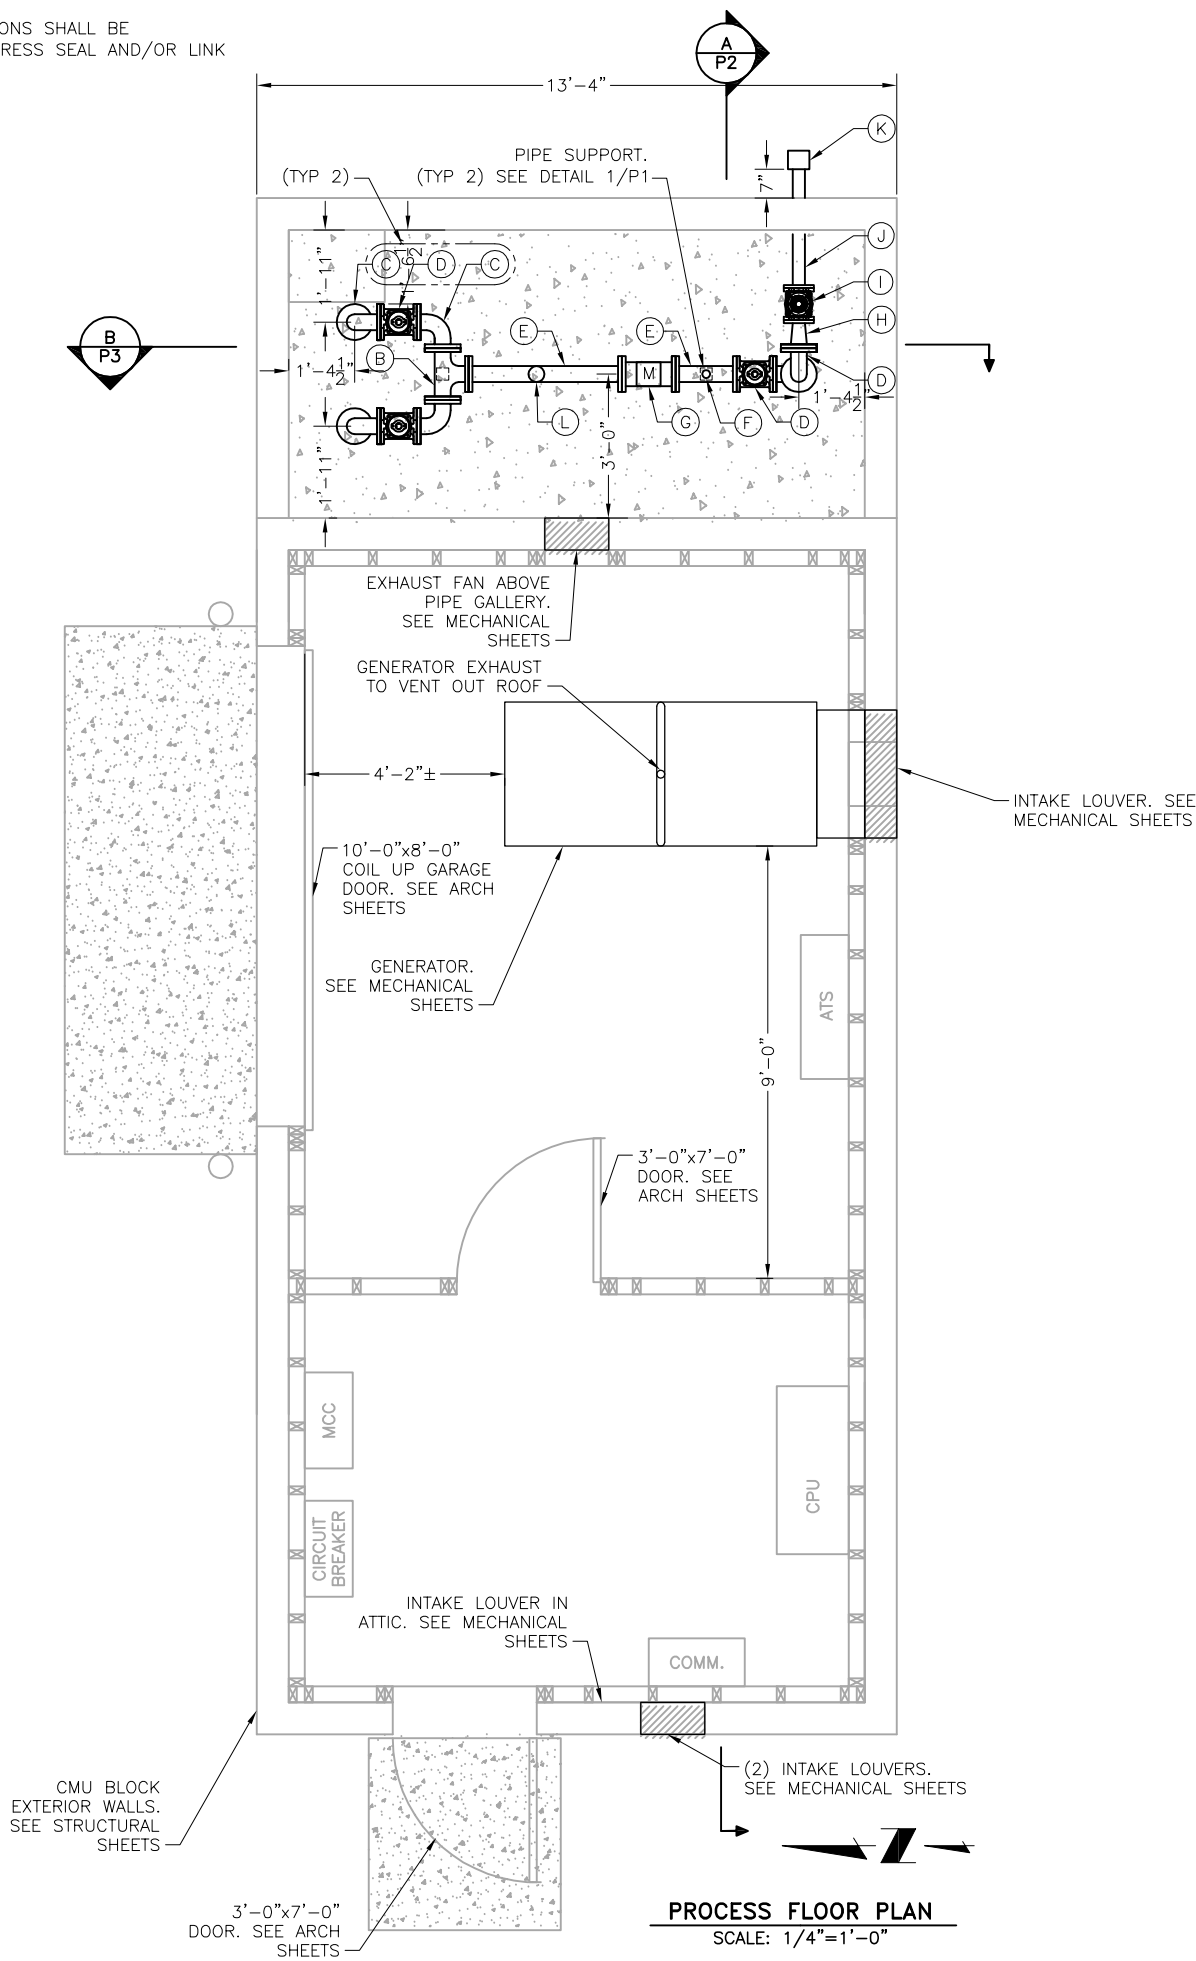 ONS SHALL BE
RESS SEAL AND/OR LINK
A
P2
13'-4"
K
PIPE SUPPORT.
(TYP 2)
(TYP 2) SEE DETAIL 1/P1
7"
J
1'-11"
C
D
C
I
H
B
P3
E
E
1'-4 1/2"
B
M
D
1'-4 1/2"
L
G
F
D
3'-0"
1'-11"
EXHAUST FAN ABOVE
PIPE GALLERY.
SEE MECHANICAL
SHEETS
GENERATOR EXHAUST
TO VENT OUT ROOF
4'-2"±
INTAKE LOUVER. SEE
MECHANICAL SHEETS
10'-0"x8'-0"
COIL UP GARAGE
DOOR. SEE ARCH
SHEETS
GENERATOR.
SEE MECHANICAL
SHEETS
ATS
9'-0"
3'-0"x7'-0"
DOOR. SEE
ARCH SHEETS
MCC
CPU
CIRCUIT
BREAKER
INTAKE LOUVER IN
ATTIC. SEE MECHANICAL
SHEETS
COMM.
(2) INTAKE LOUVERS.
SEE MECHANICAL SHEETS
CMU BLOCK
EXTERIOR WALLS.
SEE STRUCTURAL
SHEETS
3'-0"x7'-0"
DOOR. SEE ARCH
SHEETS
PROCESS FLOOR PLAN
SCALE: 1/4"=1'-0"